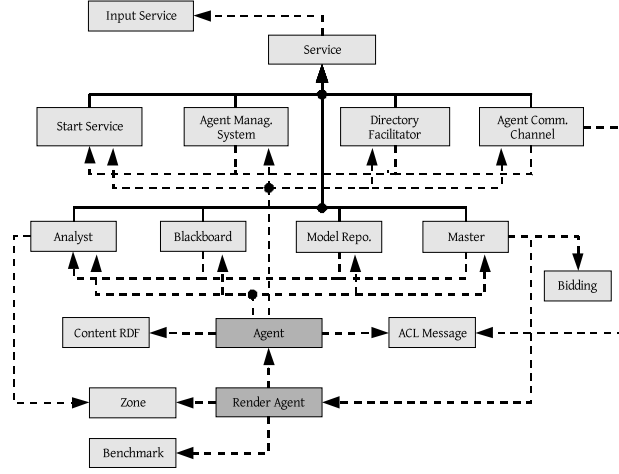 Input Service
Service
Start Service
Agent Manag.
System
Directory
Facilitator
Agent Comm.
Channel
Analyst
Blackboard
Model Repo.
Master
Bidding
Content RDF
Agent
ACL Message
Zone
Render Agent
Benchmark